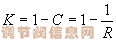 K = 1 − C = 1 − 1/R
调节阀信息网